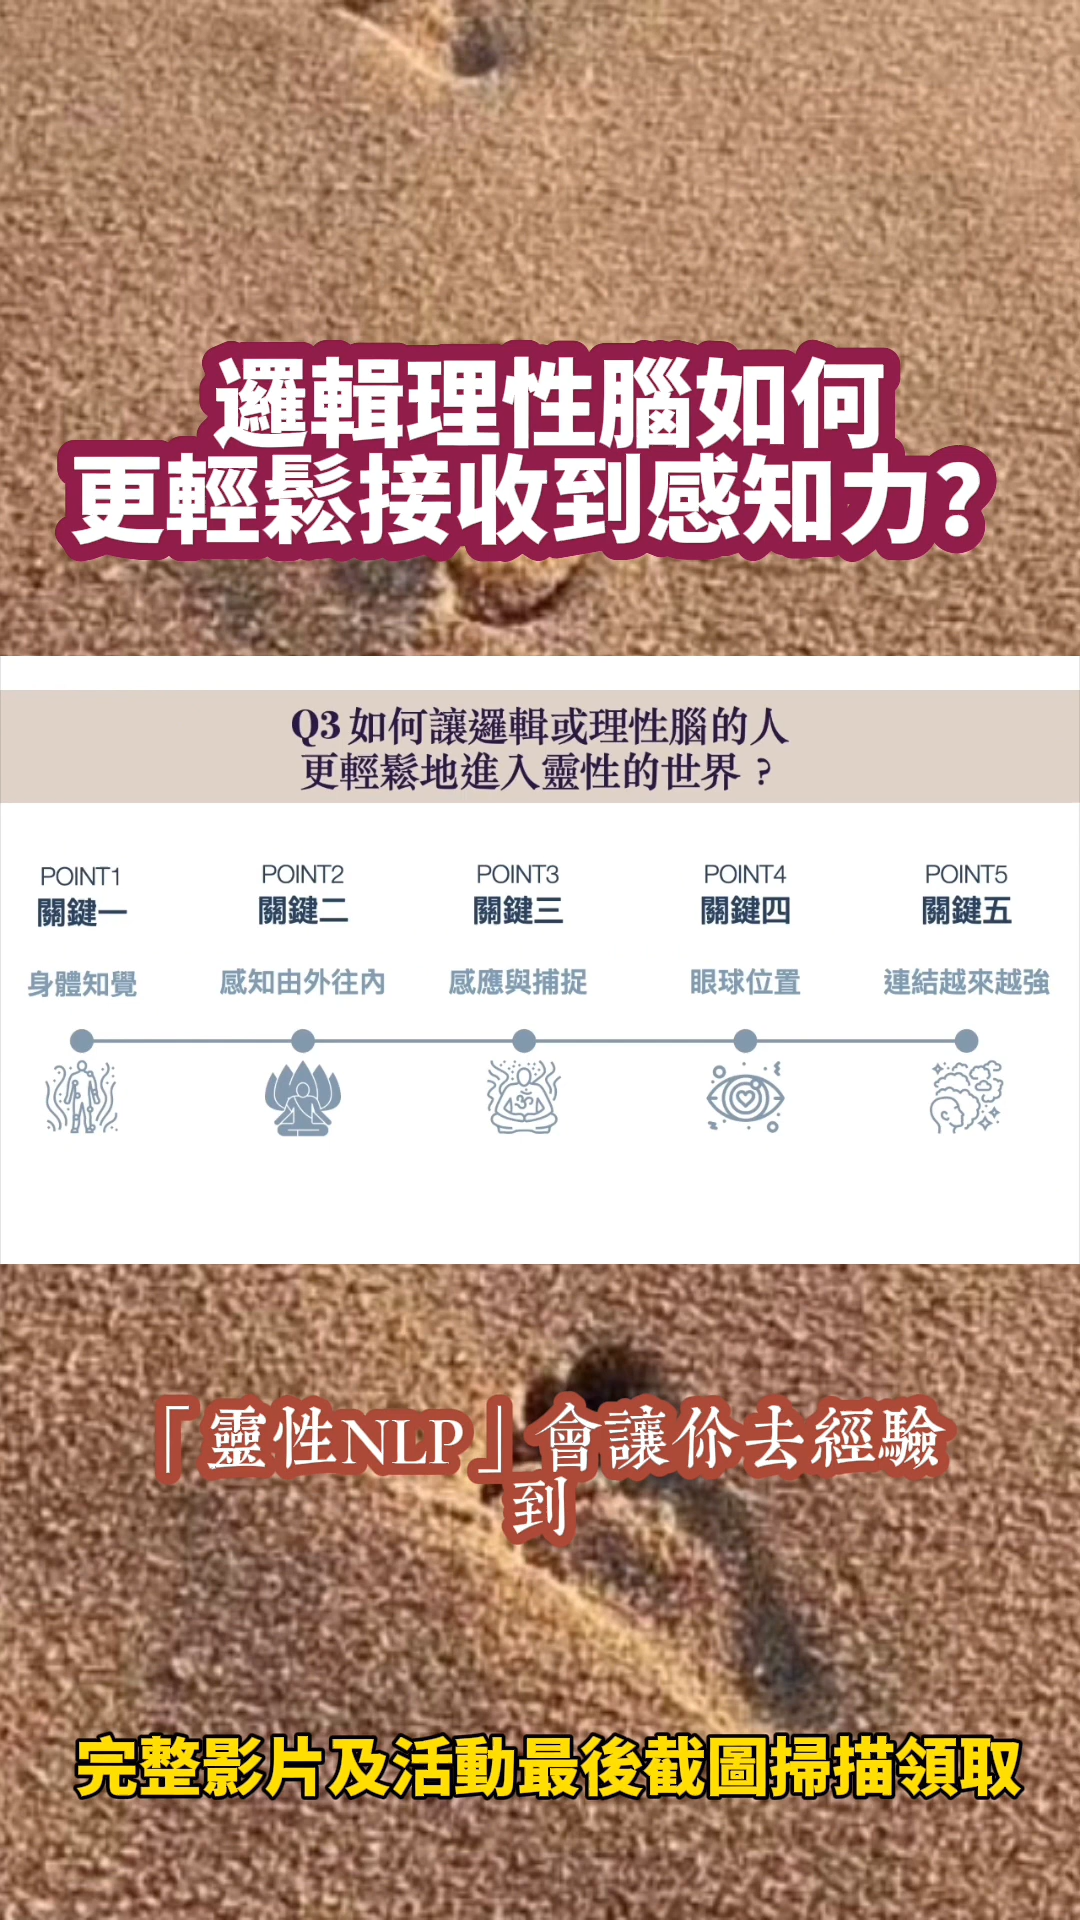 邏輯理性腦如何
更輕鬆接收到感知力?
Q3 如何讓邏輯或理性腦的人
更輕鬆地進入靈性的世界 ?
POINT1
關鍵一
身體知覺
POINT2
關鍵二
感知由外往內
POINT3
關鍵三
感應與捕捉
POINT4
關鍵四
眼球位置
POINT5
關鍵五
連結越來越強
「靈性NLP」會讓你去經驗
到
完整影片及活動最後截圖掃描領取